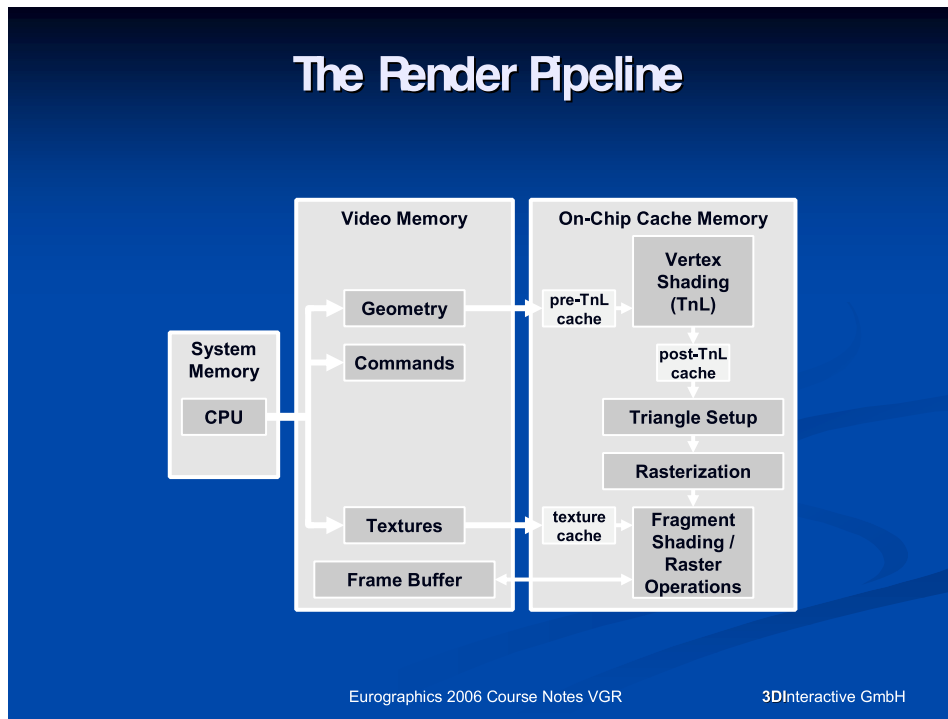 The Render Pipeline
Video Memory
On-Chip Cache Memory
Vertex
Shading
(TnL)
Geometry
pre-TnL
cache
System
Memory
Commands
post-TnL
cache
CPU
Triangle Setup
Rasterization
Textures
texture
cache
Fragment
Shading /
Raster
Operations
Frame Buffer
Eurographics 2006 Course Notes VGR
3DInteractive GmbH